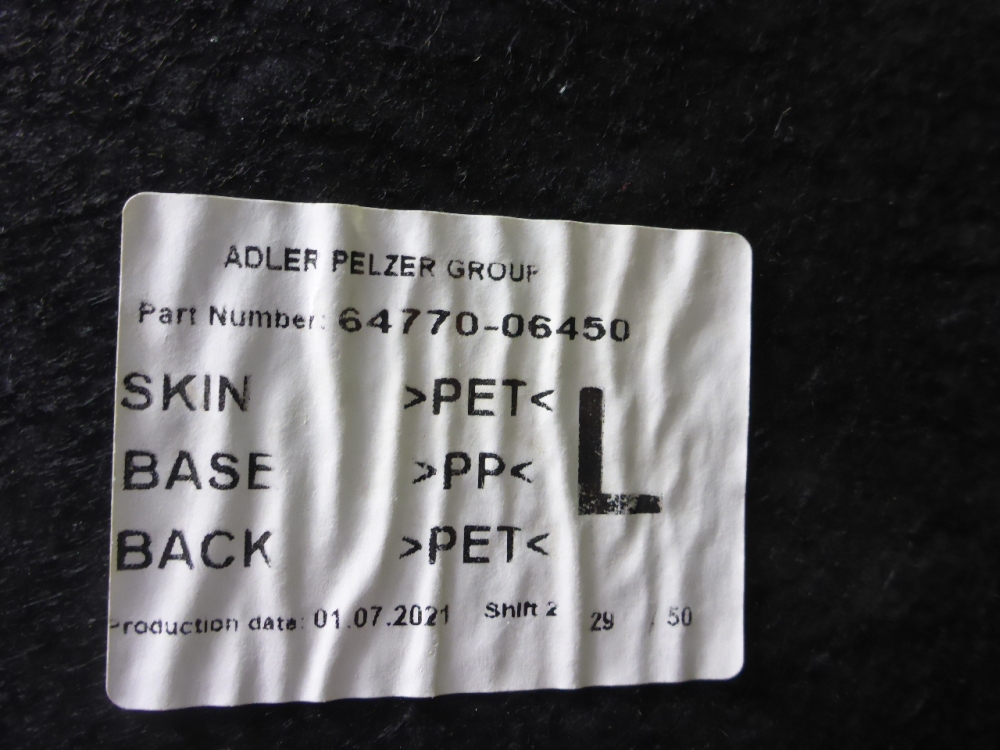 ADLER PELZER GROUP
Part Number: 64770-06450
SKIN >PET<
BASE >PP<
BACK >PET<
L
Production date: 01.07.2021 Shift 2 29 / 50